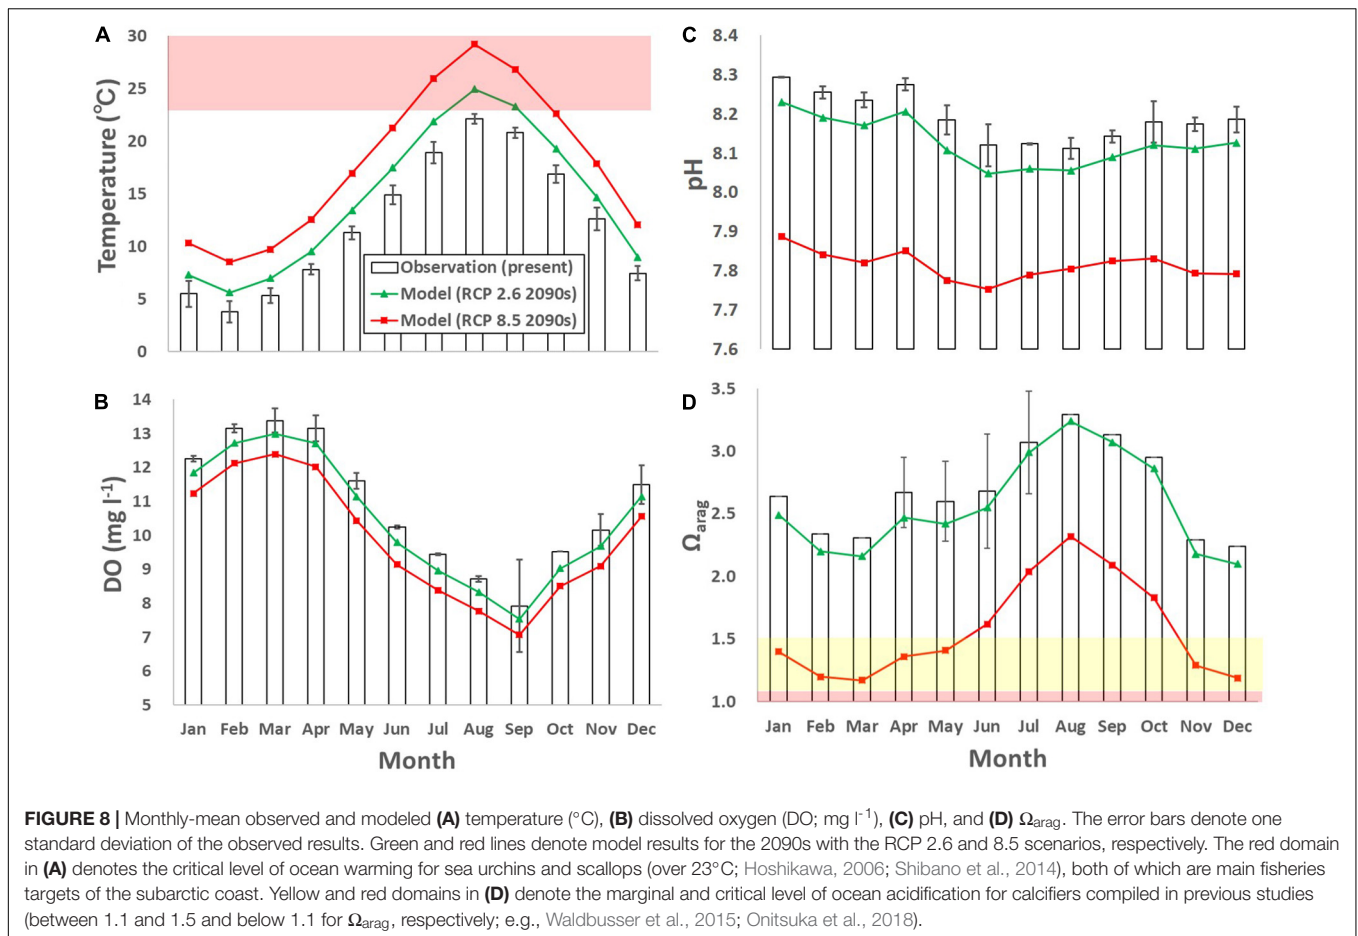 A
Temperature (°C)
30
25
20
15
10
5
0
Observation (present)
Model (RCP 2.6 2090s)
Model (RCP 8.5 2090s)
C
pH
8.4
8.3
8.2
8.1
8.0
7.9
7.8
7.7
7.6
B
DO (mg l-1)
14
13
12
11
10
9
8
7
6
5
Jan Feb Mar Apr May Jun Jul Aug Sep Oct Nov Dec
Month
D
Ωarag
3.5
3.0
2.5
2.0
1.5
1.0
Jan Feb Mar Apr May Jun Jul Aug Sep Oct Nov Dec
Month
FIGURE 8 | Monthly-mean observed and modeled (A) temperature (°C), (B) dissolved oxygen (DO; mg l-1), (C) pH, and (D) Ωarag. The error bars denote one
standard deviation of the observed results. Green and red lines denote model results for the 2090s with the RCP 2.6 and 8.5 scenarios, respectively. The red domain
in (A) denotes the critical level of ocean warming for sea urchins and scallops (over 23°C; Hoshikawa, 2006; Shibano et al., 2014), both of which are main fisheries
targets of the subarctic coast. Yellow and red domains in (D) denote the marginal and critical level of ocean acidification for calcifiers compiled in previous studies
(between 1.1 and 1.5 and below 1.1 for Ωarag, respectively; e.g., Waldbusser et al., 2015; Onitsuka et al., 2018).